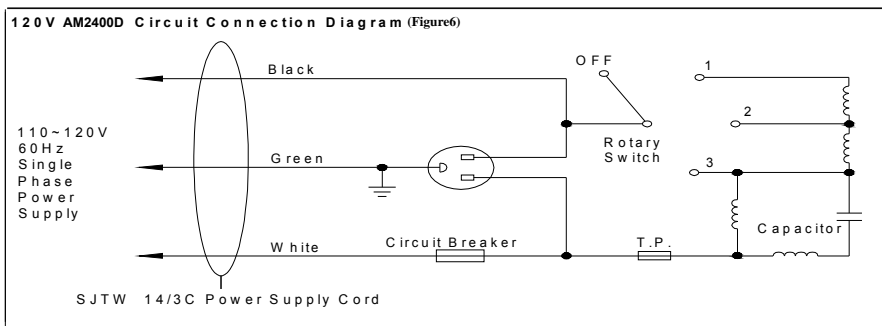 120V AM2400D Circuit Connection Diagram (Figure6)
OFF
1
Black
2
110~120V
60Hz
Single
Phase
Power
Supply
Green
Rotary
Switch
3
White
Circuit Breaker
T.P.
Capacitor
SJTW 14/3C Power Supply Cord